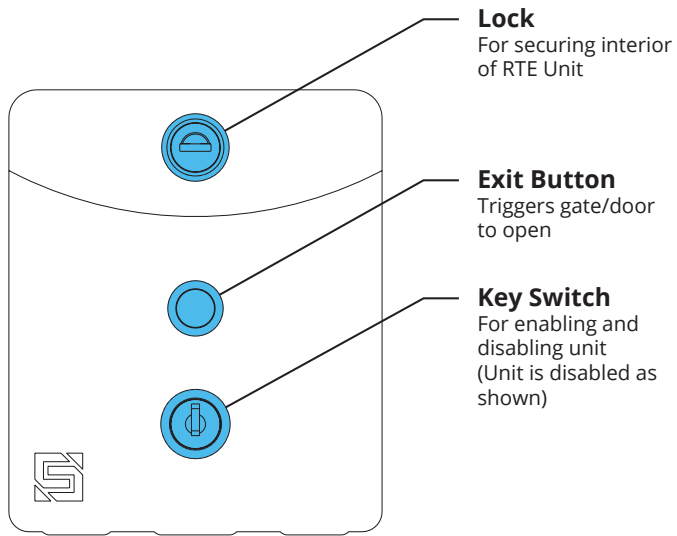 Lock
For securing interior
of RTE Unit
Exit Button
Triggers gate/door
to open
Key Switch
For enabling and
disabling unit
(Unit is disabled as
shown)